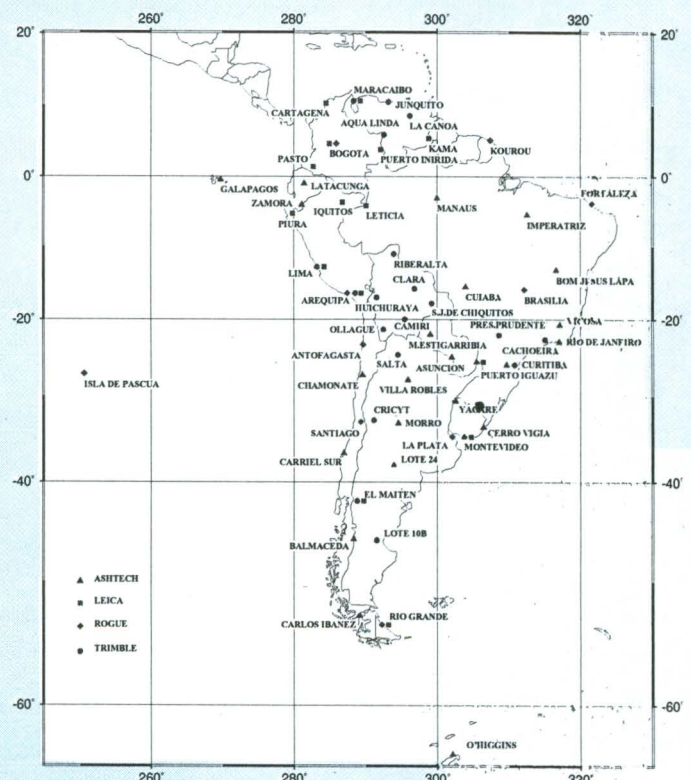 260˚ 280˚ 300˚ 320˚
20˚ 20˚
MARACAIBO
CARTAGENA JUNQUITO
AQUA LINDA LA CANOA
BOGOTA KAMA KOUROU
PASTO PUERTO INIRIDA
0˚ 0˚
GALAPAGOS LATACUNGA FORTALEZA
ZAMORA IQUITOS LETICIA MANAUS
PIURA IMPERATRIZ
RIBERALTA
LIMA CLARA BOM JESUS LAPA
AREQUIPA CUIABA BRASILIA
HUICHURAYA S.J.DE CHIQUITOS
-20˚ -20˚
OLLAGUE CAMIRI PRES.PRUDENTE VICOSA
M.ESTIGARRIBIA RIO DE JANEIRO
ANTOFAGASTA CACHOEIRA
SALTA ASUNCION CURITIBA
CHAMONATE PUERTO IGUAZU
ISLA DE PASCUA VILLA ROBLES
CRICYT YACARE
SANTIAGO MORRO CERRO VIGIA
LA PLATA MONTEVIDEO
CARRIEL SUR LOTE 24
-40˚ -40˚
EL MAITEN
BALMACEDA LOTE 10B
ASHTECH
LEICA
ROGUE
TRIMBLE
RIO GRANDE
CARLOS IBANEZ
-60˚ -60˚
O'HIGGINS
260˚ 280˚ 300˚ 320˚